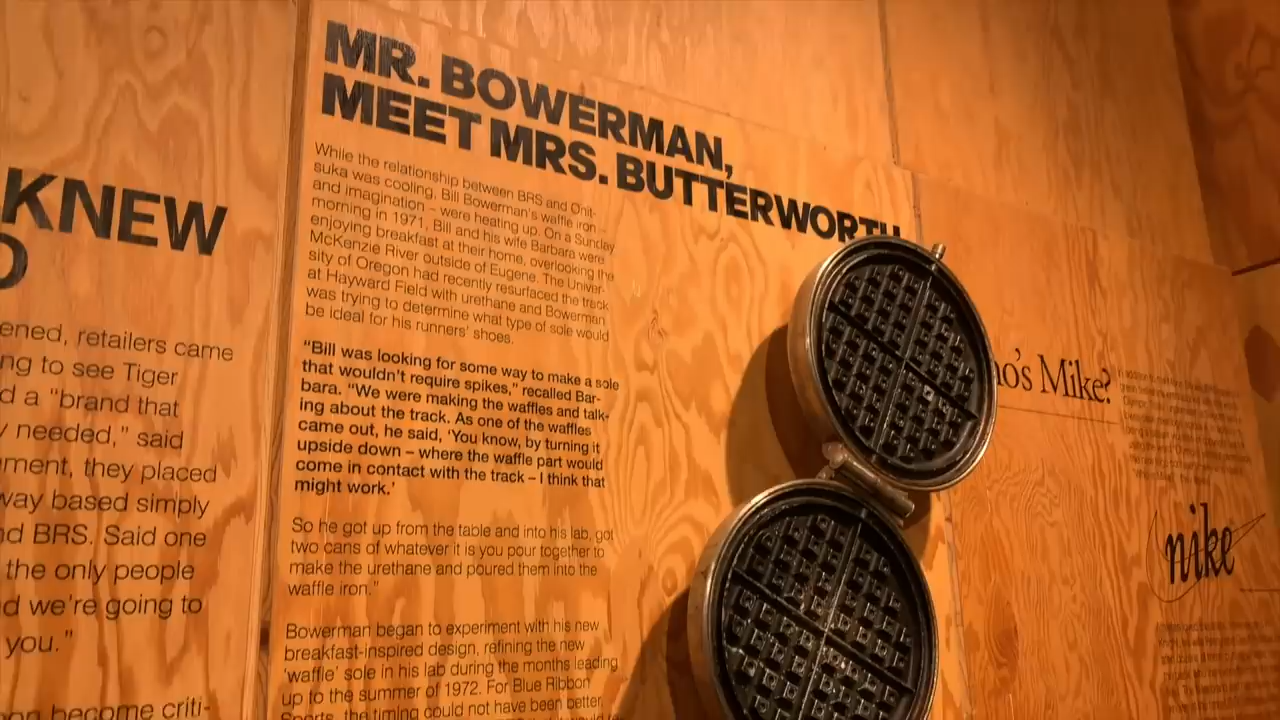 KNEW
O
ened, retailers came
ng to see Tiger
d a "brand that
y needed," said
ment, they placed
way based simply
nd BRS. Said one
the only people
d we're going to
you."
on become criti-
MR. BOWERMAN,
MEET MRS. BUTTERWORTH
While the relationship between BRS and Onit-
suka was cooling, Bill Bowerman's waffle iron –
and imagination – were heating up. On a Sunday
morning in 1971, Bill and his wife Barbara were
enjoying breakfast at their home, overlooking the
McKenzie River outside of Eugene. The Univer-
sity of Oregon had recently resurfaced the track
at Hayward Field with urethane and Bowerman
was trying to determine what type of sole would
be ideal for his runners' shoes.
"Bill was looking for some way to make a sole
that wouldn't require spikes," recalled Bar-
bara. "We were making the waffles and talk-
ing about the track. As one of the waffles
came out, he said, 'You know, by turning it
upside down – where the waffle part would
come in contact with the track – I think that
might work.'
So he got up from the table and into his lab, got
two cans of whatever it is you pour together to
make the urethane and poured them into the
waffle iron."
Bowerman began to experiment with his new
breakfast-inspired design, refining the new
'waffle' sole in his lab during the months leading
up to the summer of 1972. For Blue Ribbon
Sports, the timing could not have been better.
ho's Mike?
nike